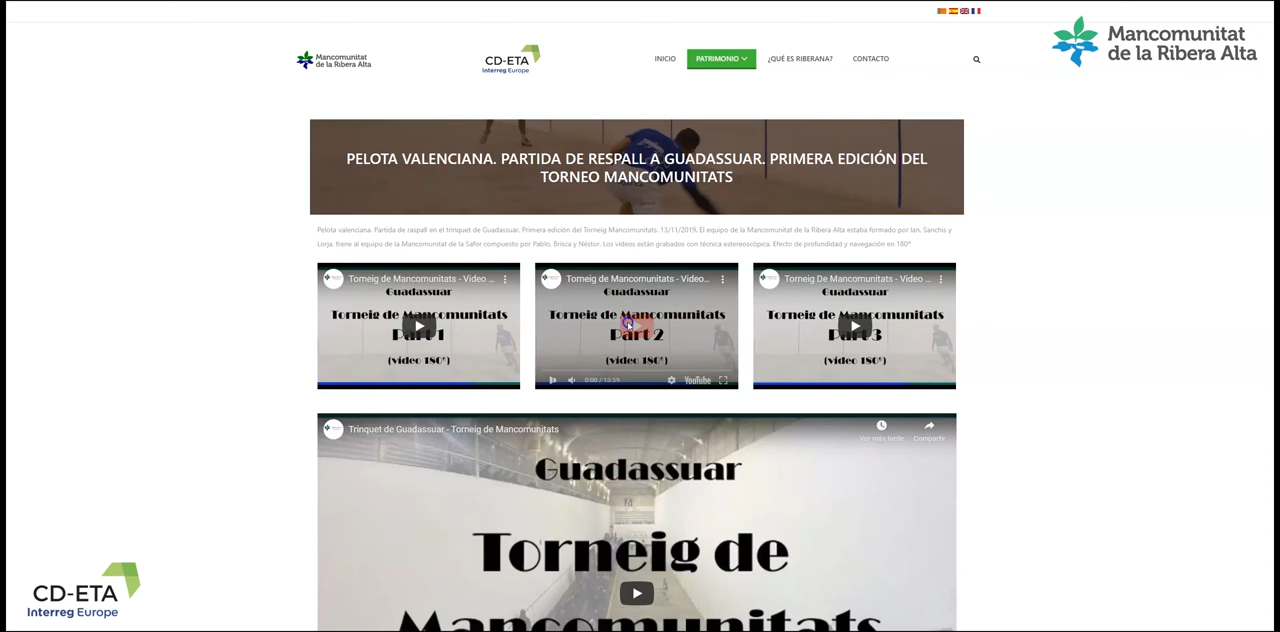 Mancomunitat
de la Ribera Alta
Mancomunitat
de la Ribera Alta
CD-ETA
Interreg Europe
INICIO
PATRIMONIO
¿QUÉ ES RIBERANA?
CONTACTO
PELOTA VALENCIANA. PARTIDA DE RESPALL A GUADASSUAR. PRIMERA EDICIÓN DEL
TORNEO MANCOMUNITATS
Pelota valenciana. Partida de raspall en el trinquet de Guadassuar. Primera edición del Torneig Mancomunitats. 13/11/2019. El equipo de la Mancomunitat de la Ribera Alta estaba formado por Ian, Sanchis y
Lorja, frene al equipo de la Mancomunitat de la Safor compuesto por Pablo, Brisca y Néstor. Los vídeos están grabados con técnica estereoscópica. Efecto de profundidad y navegación en 180º
Torneig de Mancomunitats - Vídeo ...
Guadassuar
Torneig de Mancomunitats
Part 1
(vídeo 180º)
Torneig de Mancomunitats - Vídeo...
Guadassuar
Torneig de Mancomunitats
Part 2
(vídeo 180º)
0:00 / 13:59
YouTube
Torneig De Mancomunitats - Vídeo ...
Guadassuar
Torneig de Mancomunitats
Part 3
(vídeo 180º)
Trinquet de Guadassuar - Torneig de Mancomunitats
Ver más tarde
Compartir
Guadassuar
Torneig de
Mancomunitats
CD-ETA
Interreg Europe